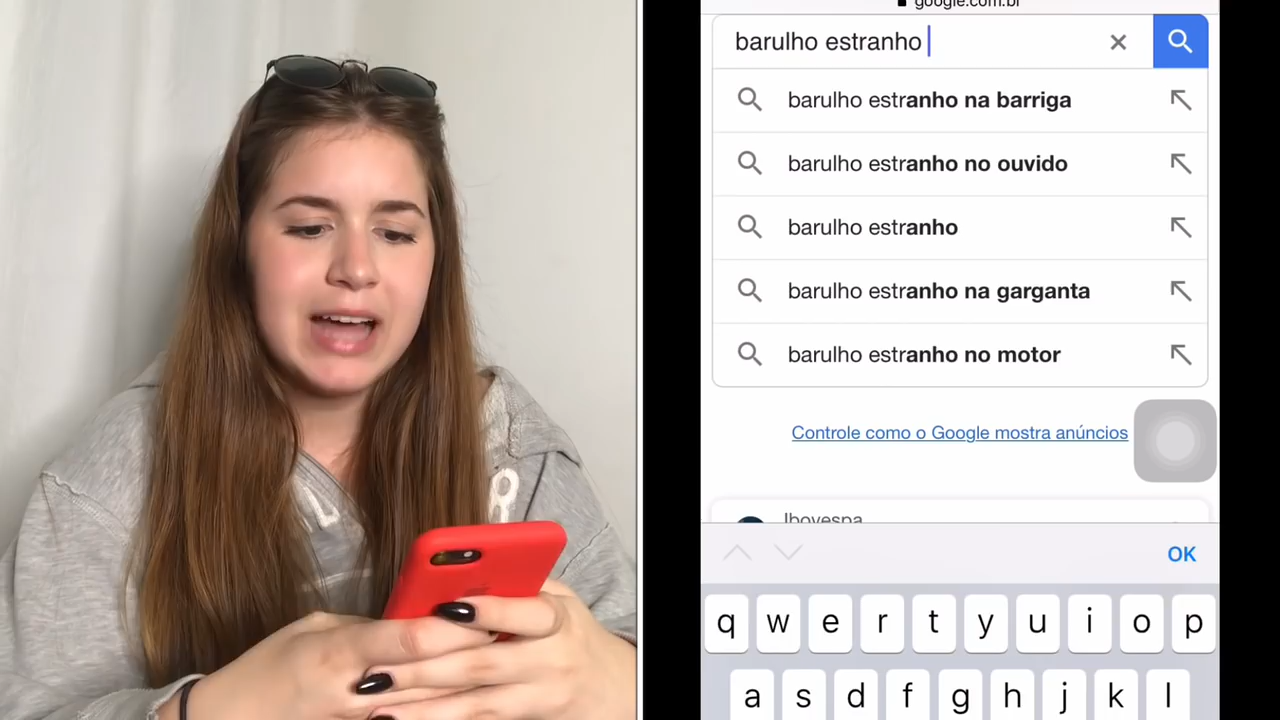 google.com.br
barulho estranho
barulho estranho na barriga
barulho estranho no ouvido
barulho estranho
barulho estranho na garganta
barulho estranho no motor
Controle como o Google mostra anúncios
Ibovespa
OK
q w e r t y u i o p
a s d f g h j k l